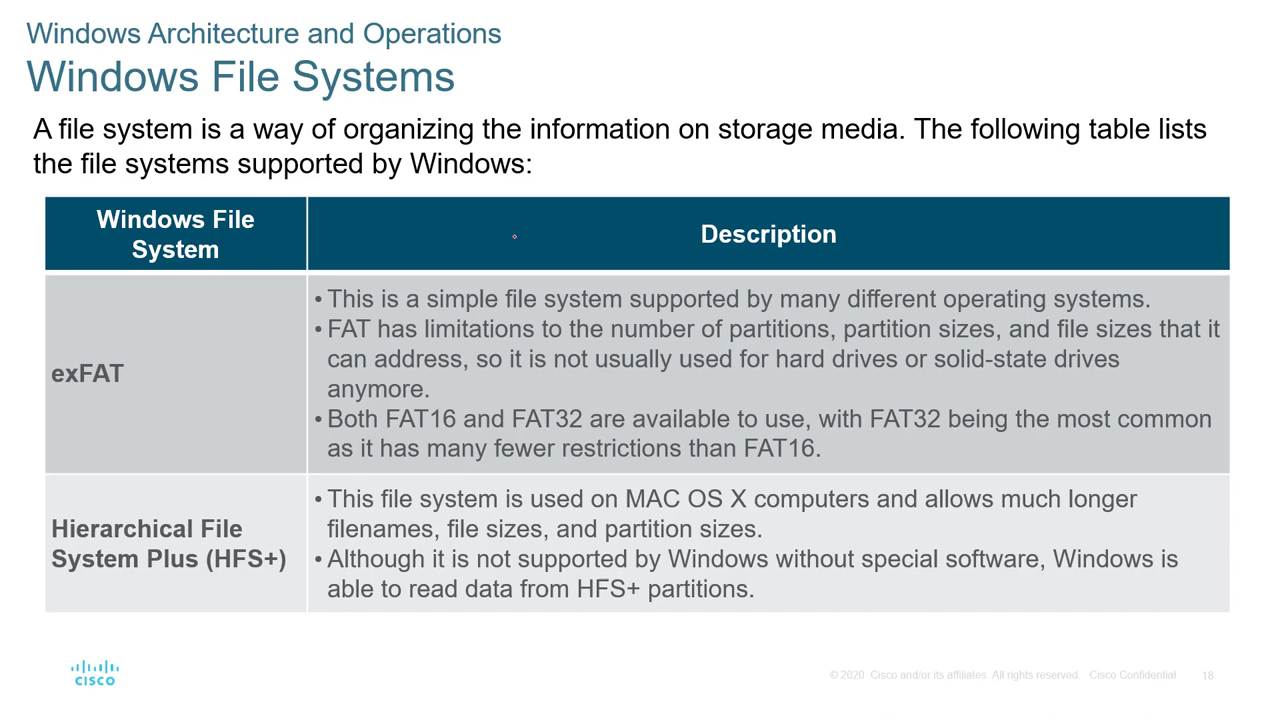 Windows Architecture and Operations
Windows File Systems
A file system is a way of organizing the information on storage media. The following table lists
the file systems supported by Windows:
Windows File
System
Description
exFAT
• This is a simple file system supported by many different operating systems.
• FAT has limitations to the number of partitions, partition sizes, and file sizes that it
can address, so it is not usually used for hard drives or solid-state drives
anymore.
• Both FAT16 and FAT32 are available to use, with FAT32 being the most common
as it has many fewer restrictions than FAT16.
Hierarchical File
System Plus (HFS+)
• This file system is used on MAC OS X computers and allows much longer
filenames, file sizes, and partition sizes.
• Although it is not supported by Windows without special software, Windows is
able to read data from HFS+ partitions.
CISCO
© 2020 Cisco and/or its affiliates. All rights reserved. Cisco Confidential
18